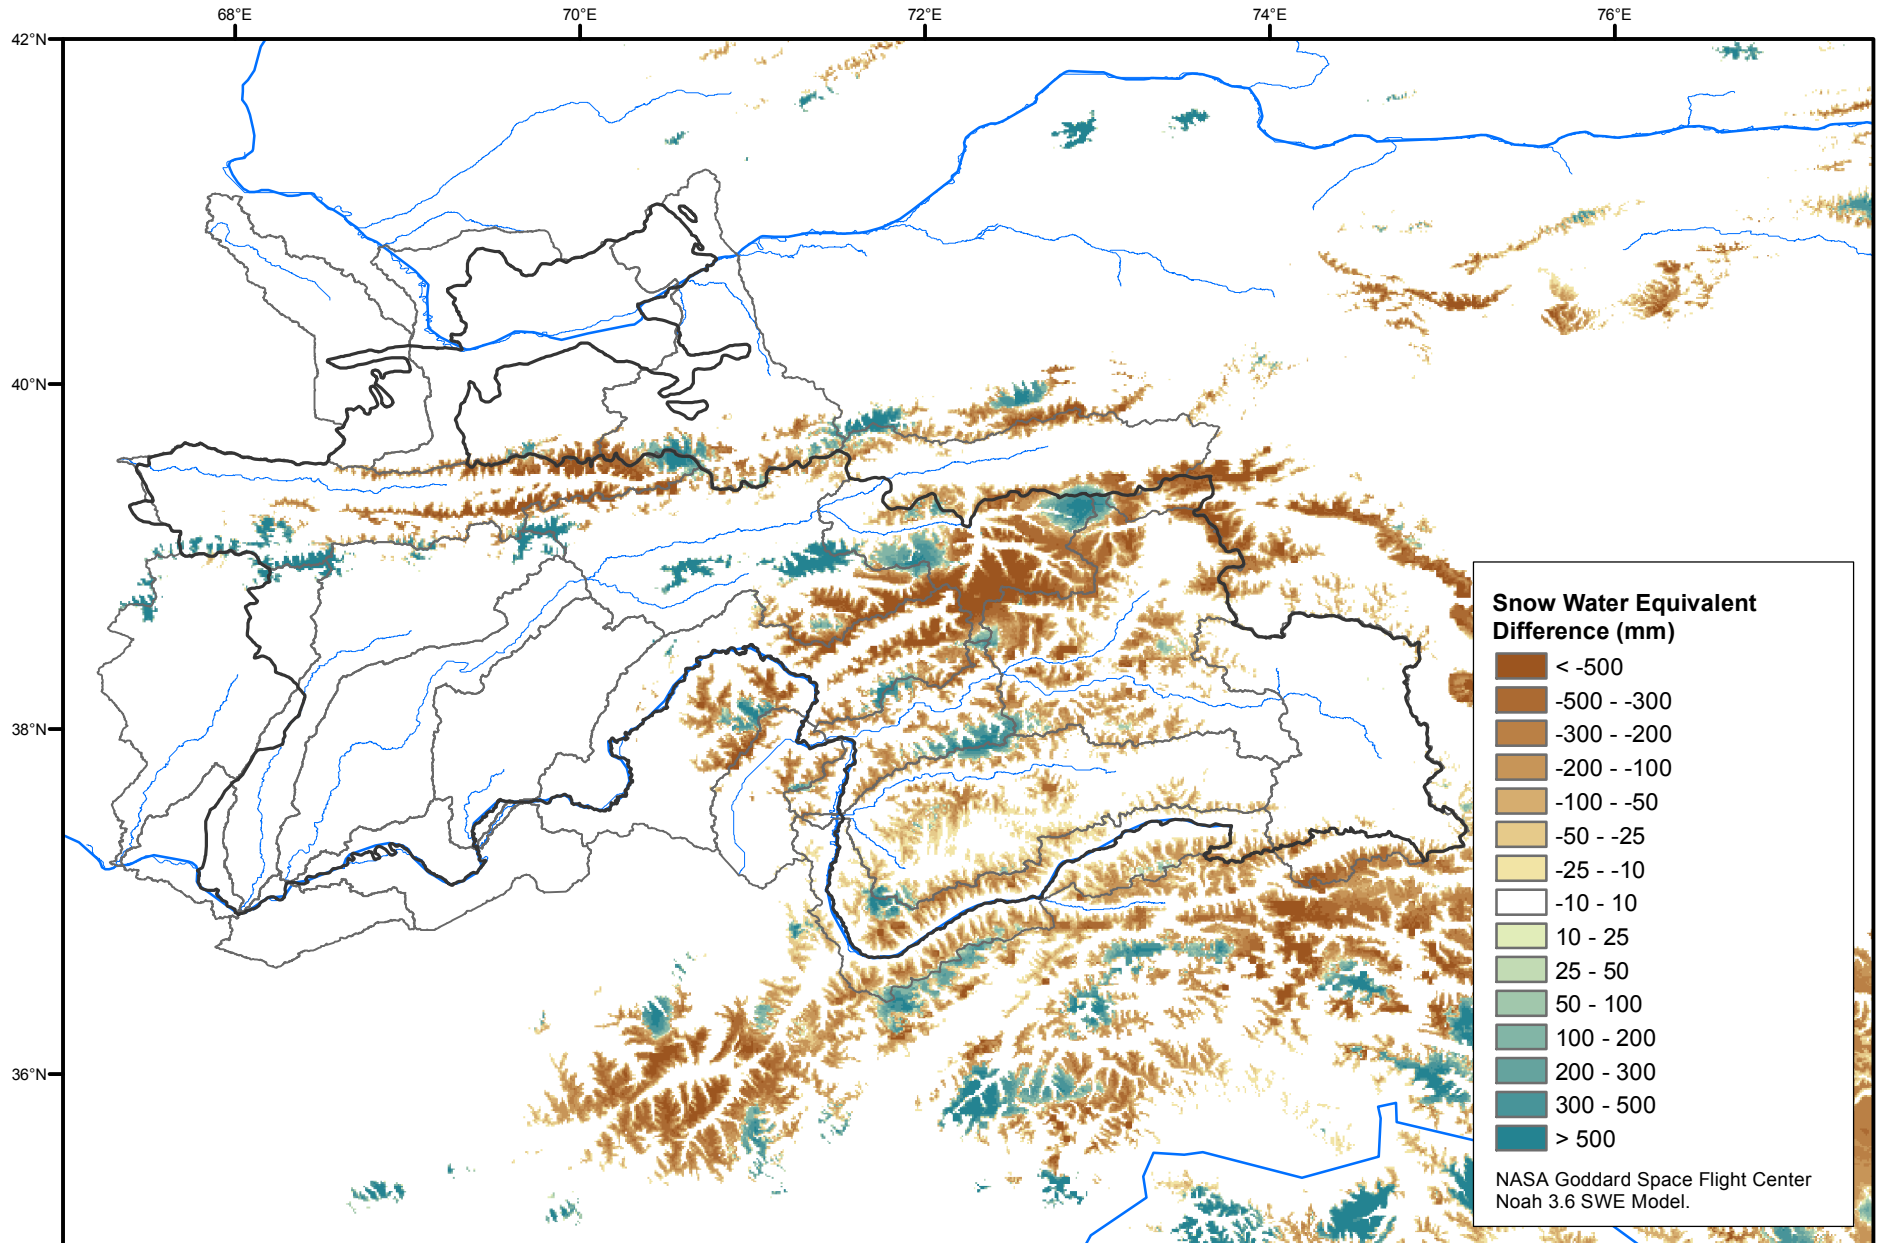 68°E
70°E
72°E
74°E
76°E
42°N
40°N
38°N
36°N
Snow Water Equivalent
Difference (mm)
< -500
-500 - -300
-300 - -200
-200 - -100
-100 - -50
-50 - -25
-25 - -10
-10 - 10
10 - 25
25 - 50
50 - 100
100 - 200
200 - 300
300 - 500
> 500
NASA Goddard Space Flight Center
Noah 3.6 SWE Model.